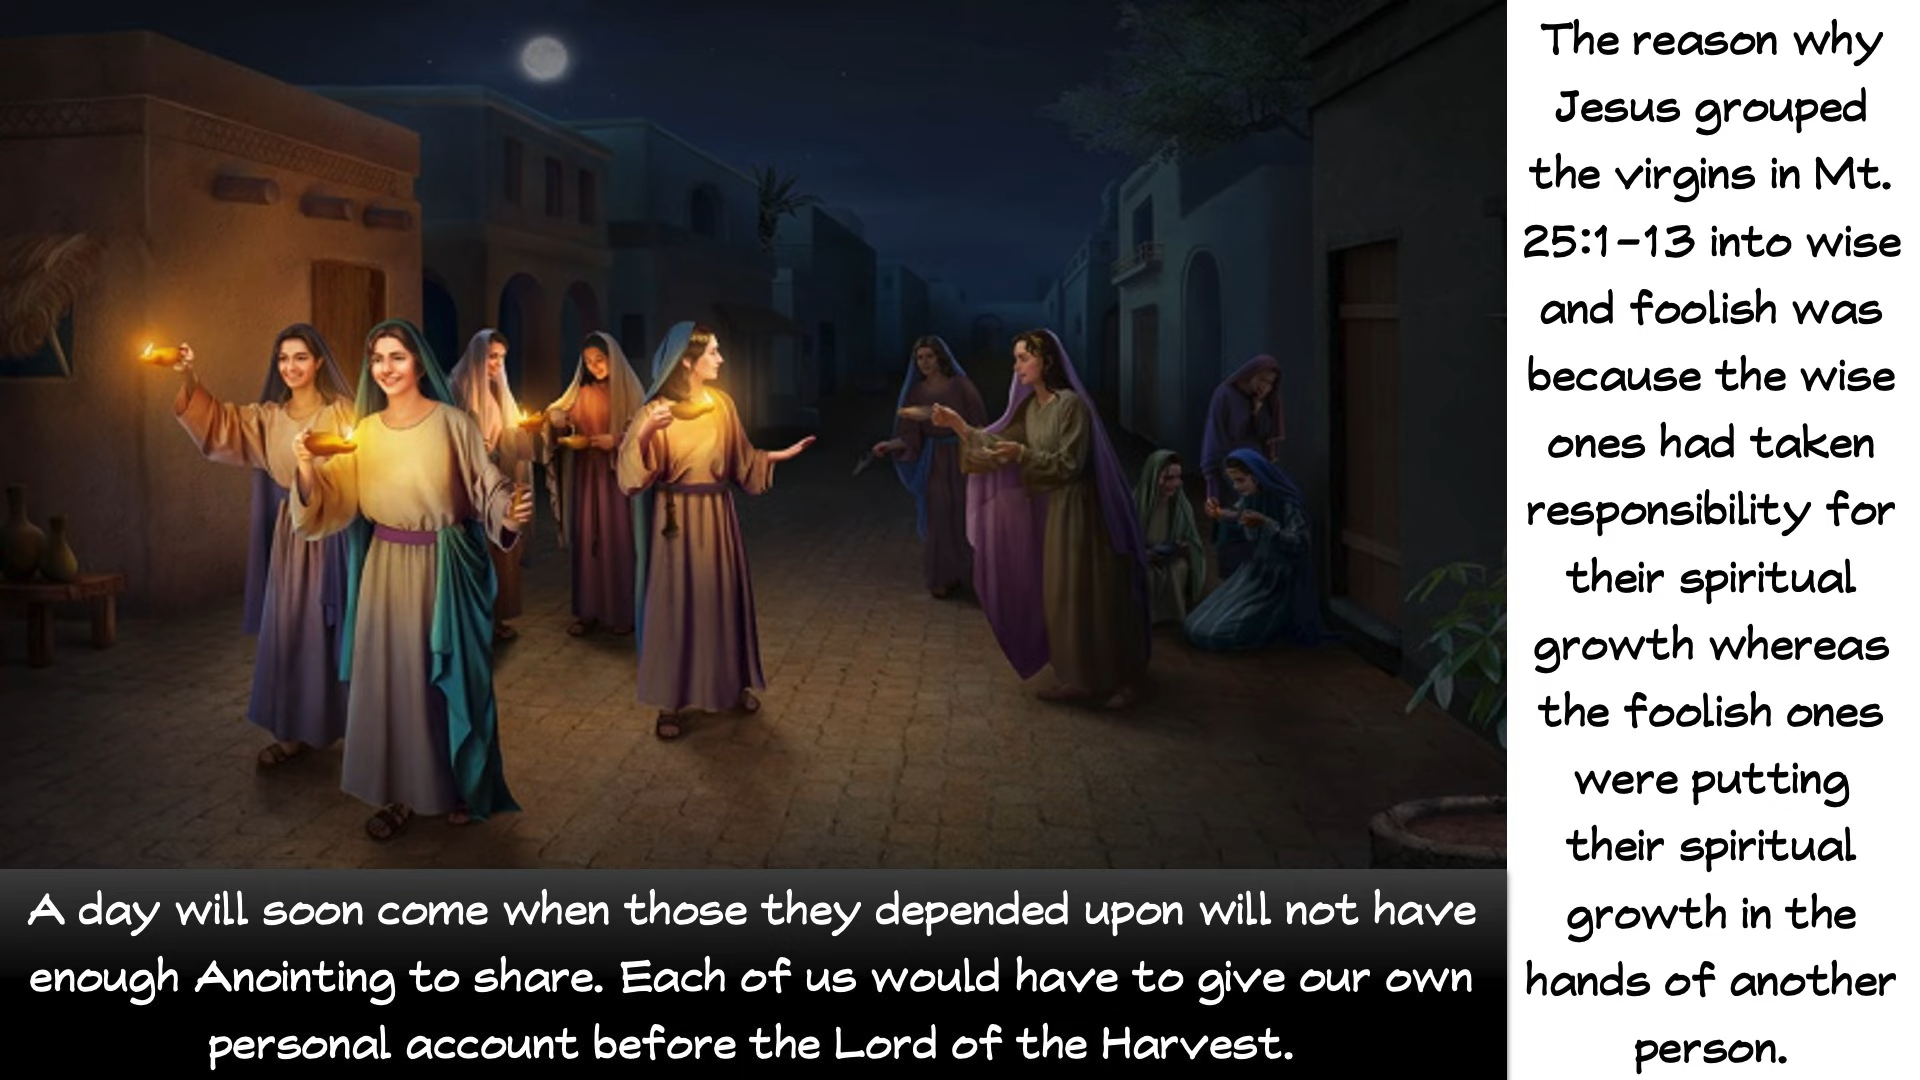 The reason why
Jesus grouped
the virgins in Mt.
25:1-13 into wise
and foolish was
because the wise
ones had taken
responsibility for
their spiritual
growth whereas
the foolish ones
were putting
their spiritual
growth in the
hands of another
person.
A day will soon come when those they depended upon will not have
enough Anointing to share. Each of us would have to give our own
personal account before the Lord of the Harvest.